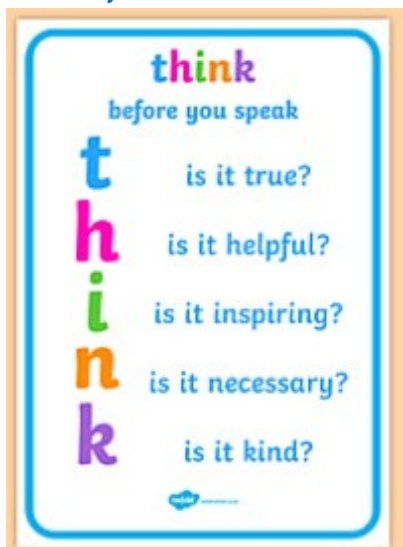 think
before you speak
t is it true?
h is it helpful?
i is it inspiring?
n is it necessary?
k is it kind?